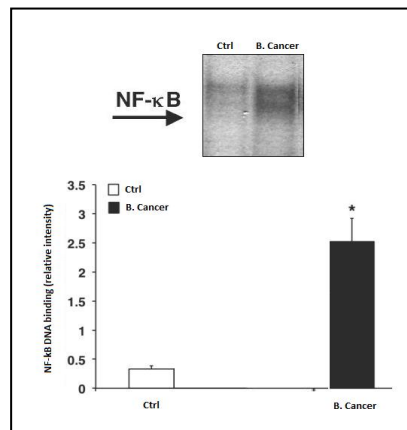 Ctrl B. Cancer
NF-κB
3.5
3
2.5
2
1.5
1
0.5
0
NF-kB DNA binding (relative intensity)
Ctrl
B. Cancer
*
Ctrl B. Cancer